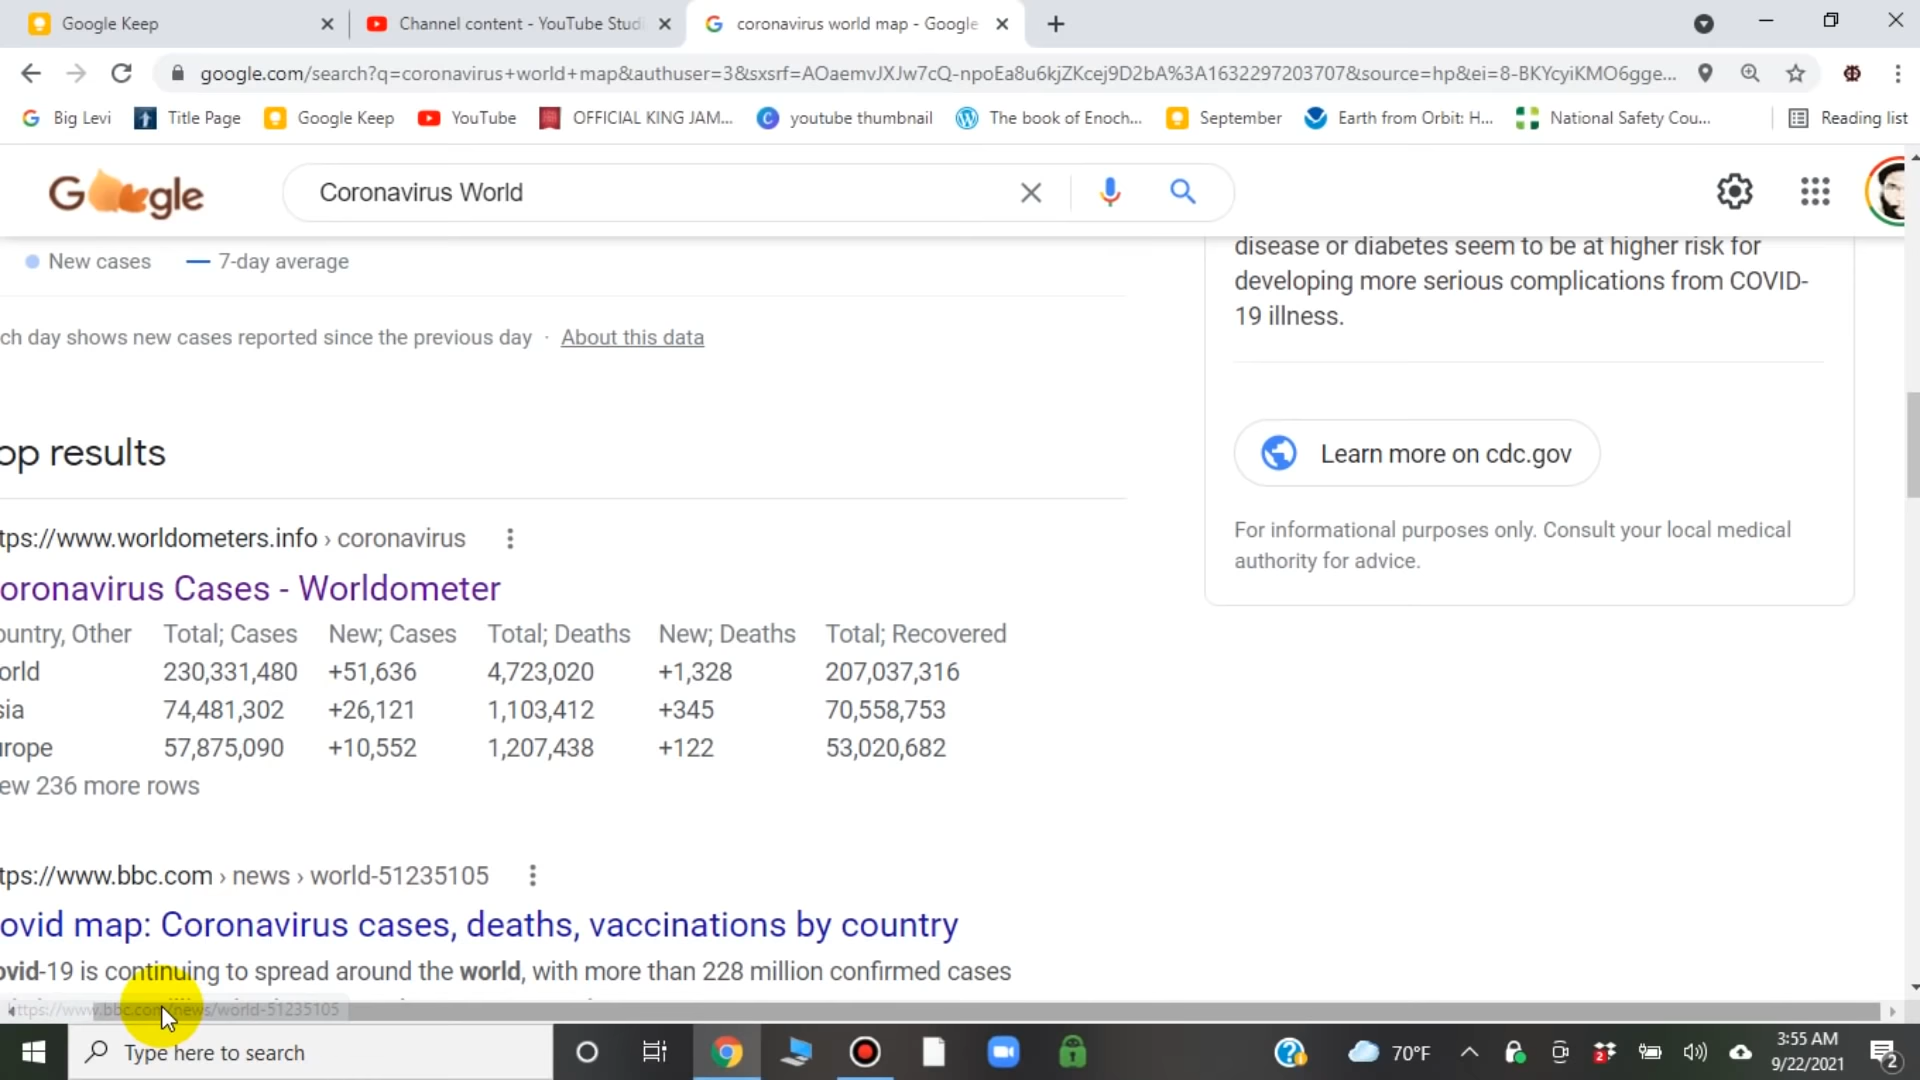 Google Keep
Channel content - YouTube Studi
coronavirus world map - Google
google.com/search?q=coronavirus+world+map&authuser=3&sxsrf=AOaemvJXJw7cQ-npoEa8u6kjZKcej9D2bA%3A1632297203707&source=hp&ei=8-BKYcyiKMO6gge...
Big Levi
Title Page
Google Keep
YouTube
OFFICIAL KING JAM...
youtube thumbnail
The book of Enoch...
September
Earth from Orbit: H...
National Safety Cou...
Reading list
Google
Coronavirus World
New cases
7-day average
ch day shows new cases reported since the previous day · About this data
op results
tps://www.worldometers.info › coronavirus
oronavirus Cases - Worldometer
ountry, Other Total; Cases New; Cases Total; Deaths New; Deaths Total; Recovered
orld 230,331,480 +51,636 4,723,020 +1,328 207,037,316
sia 74,481,302 +26,121 1,103,412 +345 70,558,753
urope 57,875,090 +10,552 1,207,438 +122 53,020,682
ew 236 more rows
tps://www.bbc.com › news › world-51235105
ovid map: Coronavirus cases, deaths, vaccinations by country
ovid-19 is continuing to spread around the world, with more than 228 million confirmed cases
https://www.bbc.com/news/world-51235105
disease or diabetes seem to be at higher risk for
developing more serious complications from COVID-
19 illness.
Learn more on cdc.gov
For informational purposes only. Consult your local medical
authority for advice.
Type here to search
70°F
2
3:55 AM
9/22/2021
2